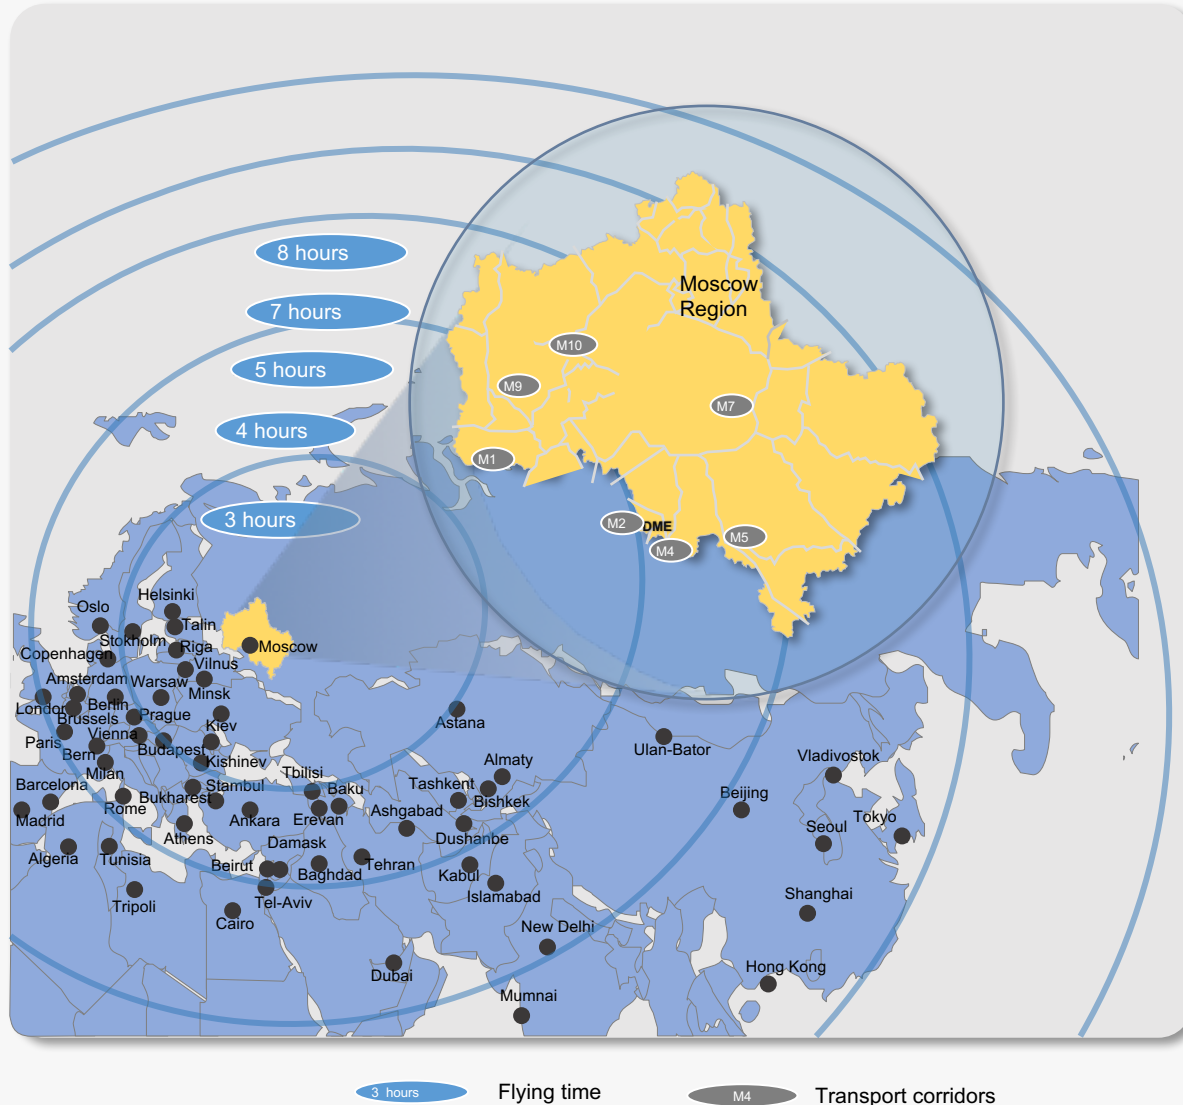 8 hours
7 hours
5 hours
4 hours
3 hours
Moscow
Region
M10
M9
M7
M1
M2
DME
M4
M5
Helsinki
Oslo
Talin
Stokholm
Riga
Moscow
Copenhagen
Vilnus
Amsterdam
Warsaw
Minsk
London
Berlin
Brussels
Prague
Kiev
Astana
Paris
Vienna
Budapest
Bern
Kishinev
Milan
Ulan-Bator
Vladivostok
Almaty
Tbilisi
Barcelona
Stambul
Baku
Tashkent
Bishkek
Beijing
Bukharest
Rome
Madrid
Ankara
Erevan
Ashgabad
Tokyo
Seoul
Athens
Damask
Dushanbe
Algeria
Tunisia
Beirut
Baghdad
Tehran
Kabul
Islamabad
Shanghai
Tripoli
Tel-Aviv
Cairo
New Delhi
Dubai
Hong Kong
Mumnai
3 hours
Flying time
M4
Transport corridors